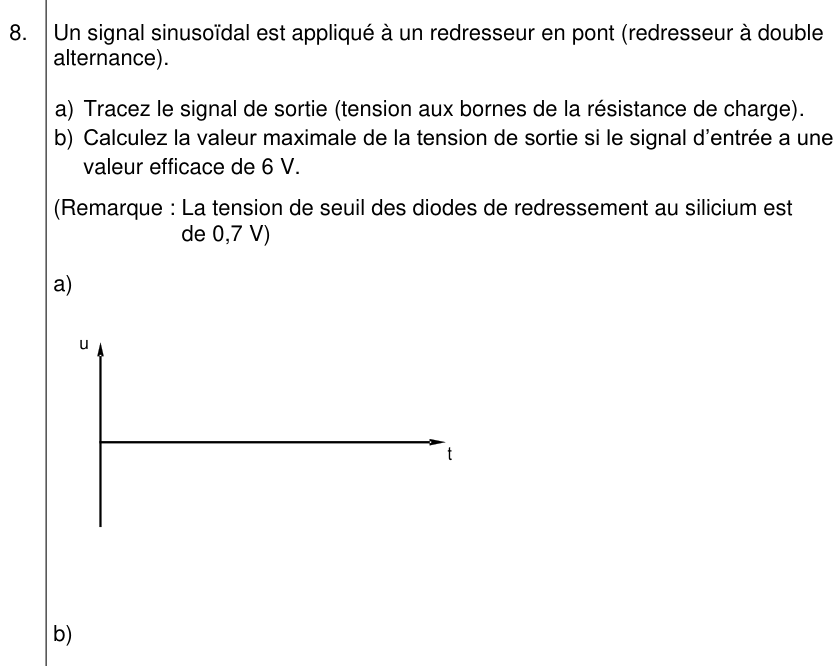 8. Un signal sinusoïdal est appliqué à un redresseur en pont (redresseur à double
alternance).
a) Tracez le signal de sortie (tension aux bornes de la résistance de charge).
b) Calculez la valeur maximale de la tension de sortie si le signal d'entrée a une
valeur efficace de 6 V.
(Remarque : La tension de seuil des diodes de redressement au silicium est
de 0,7 V)
a)
u
t
b)